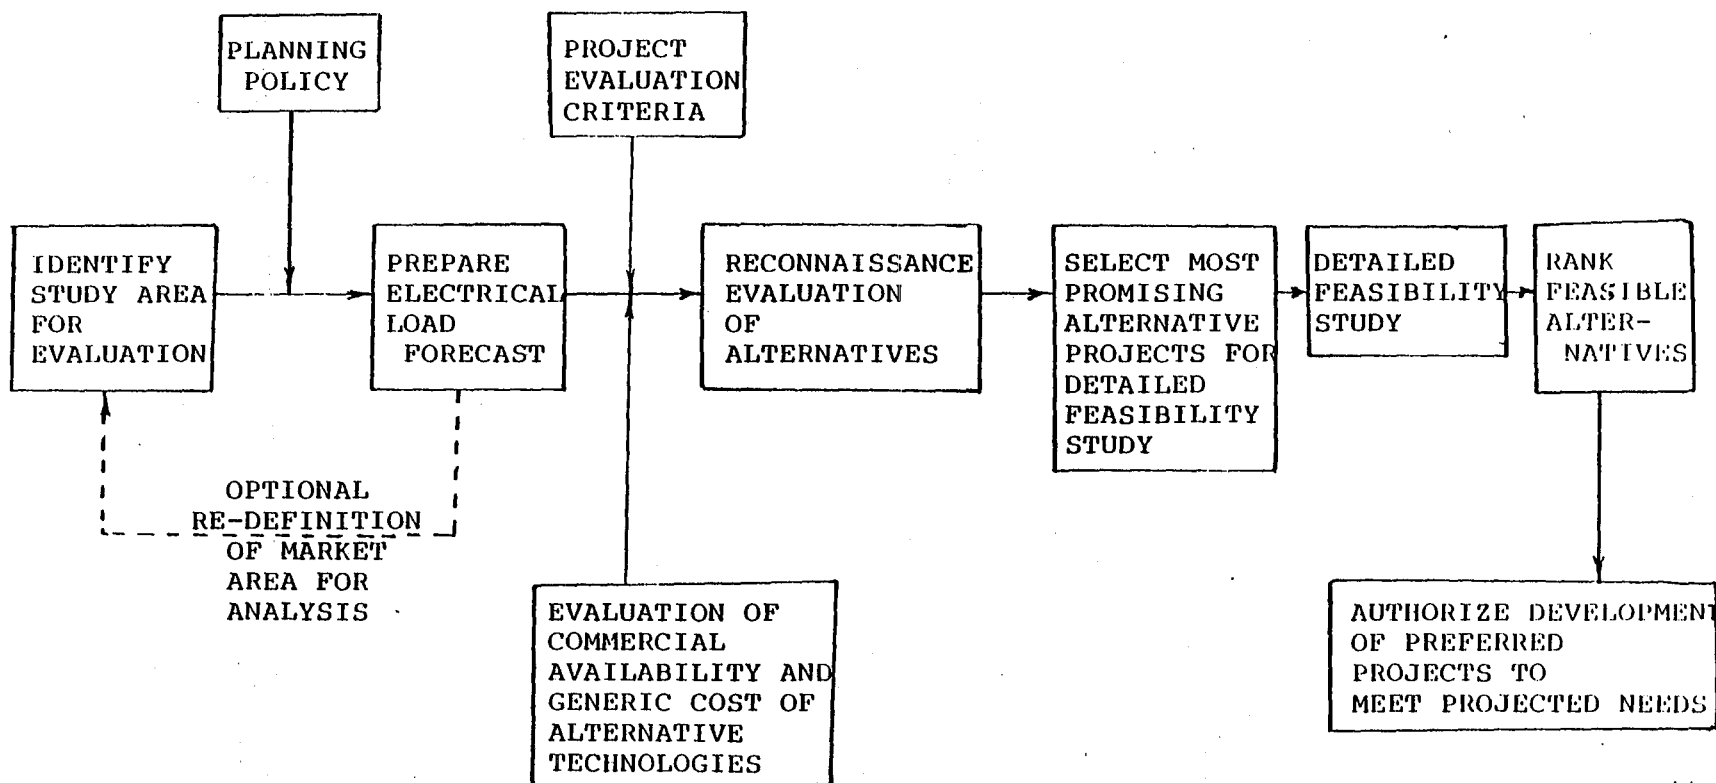 PLANNING
POLICY
PROJECT
EVALUATION
CRITERIA
IDENTIFY
STUDY AREA
FOR
EVALUATION
PREPARE
ELECTRICAL
LOAD
FORECAST
RECONNAISSANCE
EVALUATION
OF
ALTERNATIVES
SELECT MOST
PROMISING
ALTERNATIVE
PROJECTS FOR
DETAILED
FEASIBILITY
STUDY
DETAILED
FEASIBILITY
STUDY
RANK
FEASIBLE
ALTER-
NATIVES
OPTIONAL
RE-DEFINITION
OF MARKET
AREA FOR
ANALYSIS
EVALUATION OF
COMMERCIAL
AVAILABILITY AND
GENERIC COST OF
ALTERNATIVE
TECHNOLOGIES
AUTHORIZE DEVELOPMENT
OF PREFERRED
PROJECTS TO
MEET PROJECTED NEEDS